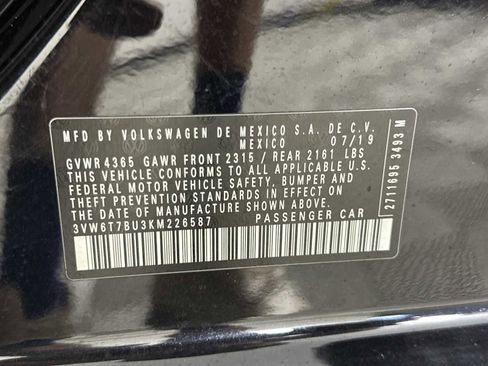 MFD BY VOLKSWAGEN DE MEXICO S.A. DE C.V.
MEXICO 07/19
GVWR 4365 GAWR FRONT 2315 / REAR 2161 LBS
THIS VEHICLE CONFORMS TO ALL APPLICABLE U.S.
FEDERAL MOTOR VEHICLE SAFETY, BUMPER AND
THEFT PREVENTION STANDARDS IN EFFECT ON
THE DATE OF MANUFACTURE SHOWN ABOVE.
3VW6T7BU3KM226587 PASSENGER CAR
2711695 3493 M